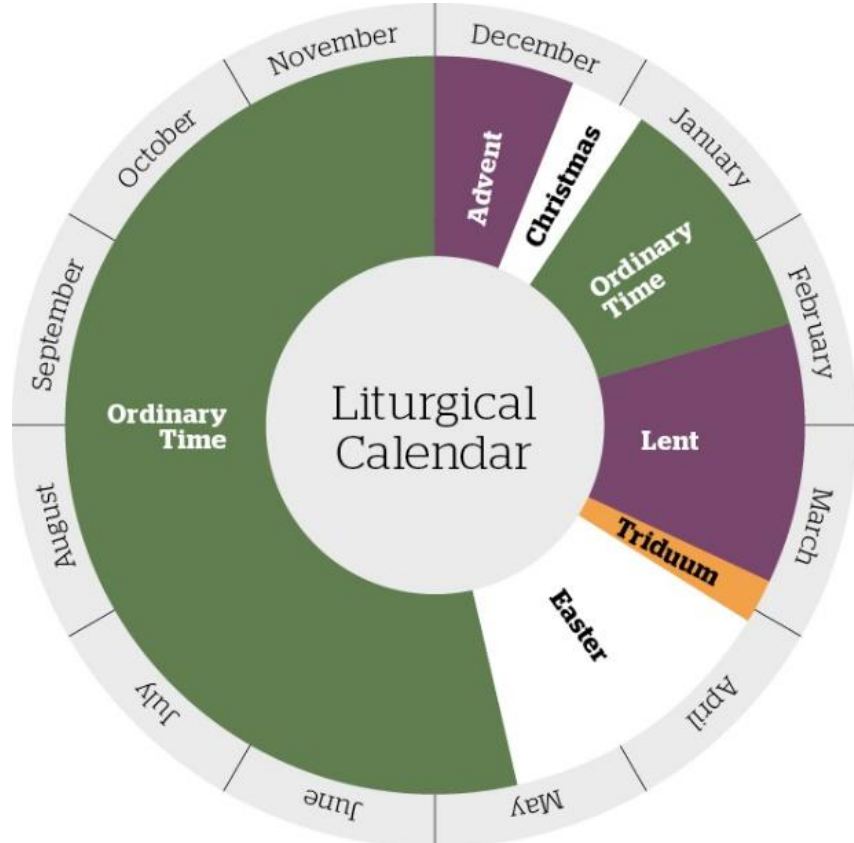 Liturgical
Calendar
December
January
February
March
April
May
June
July
August
September
October
November
Advent
Christmas
Ordinary
Time
Lent
Triduum
Easter
Ordinary
Time